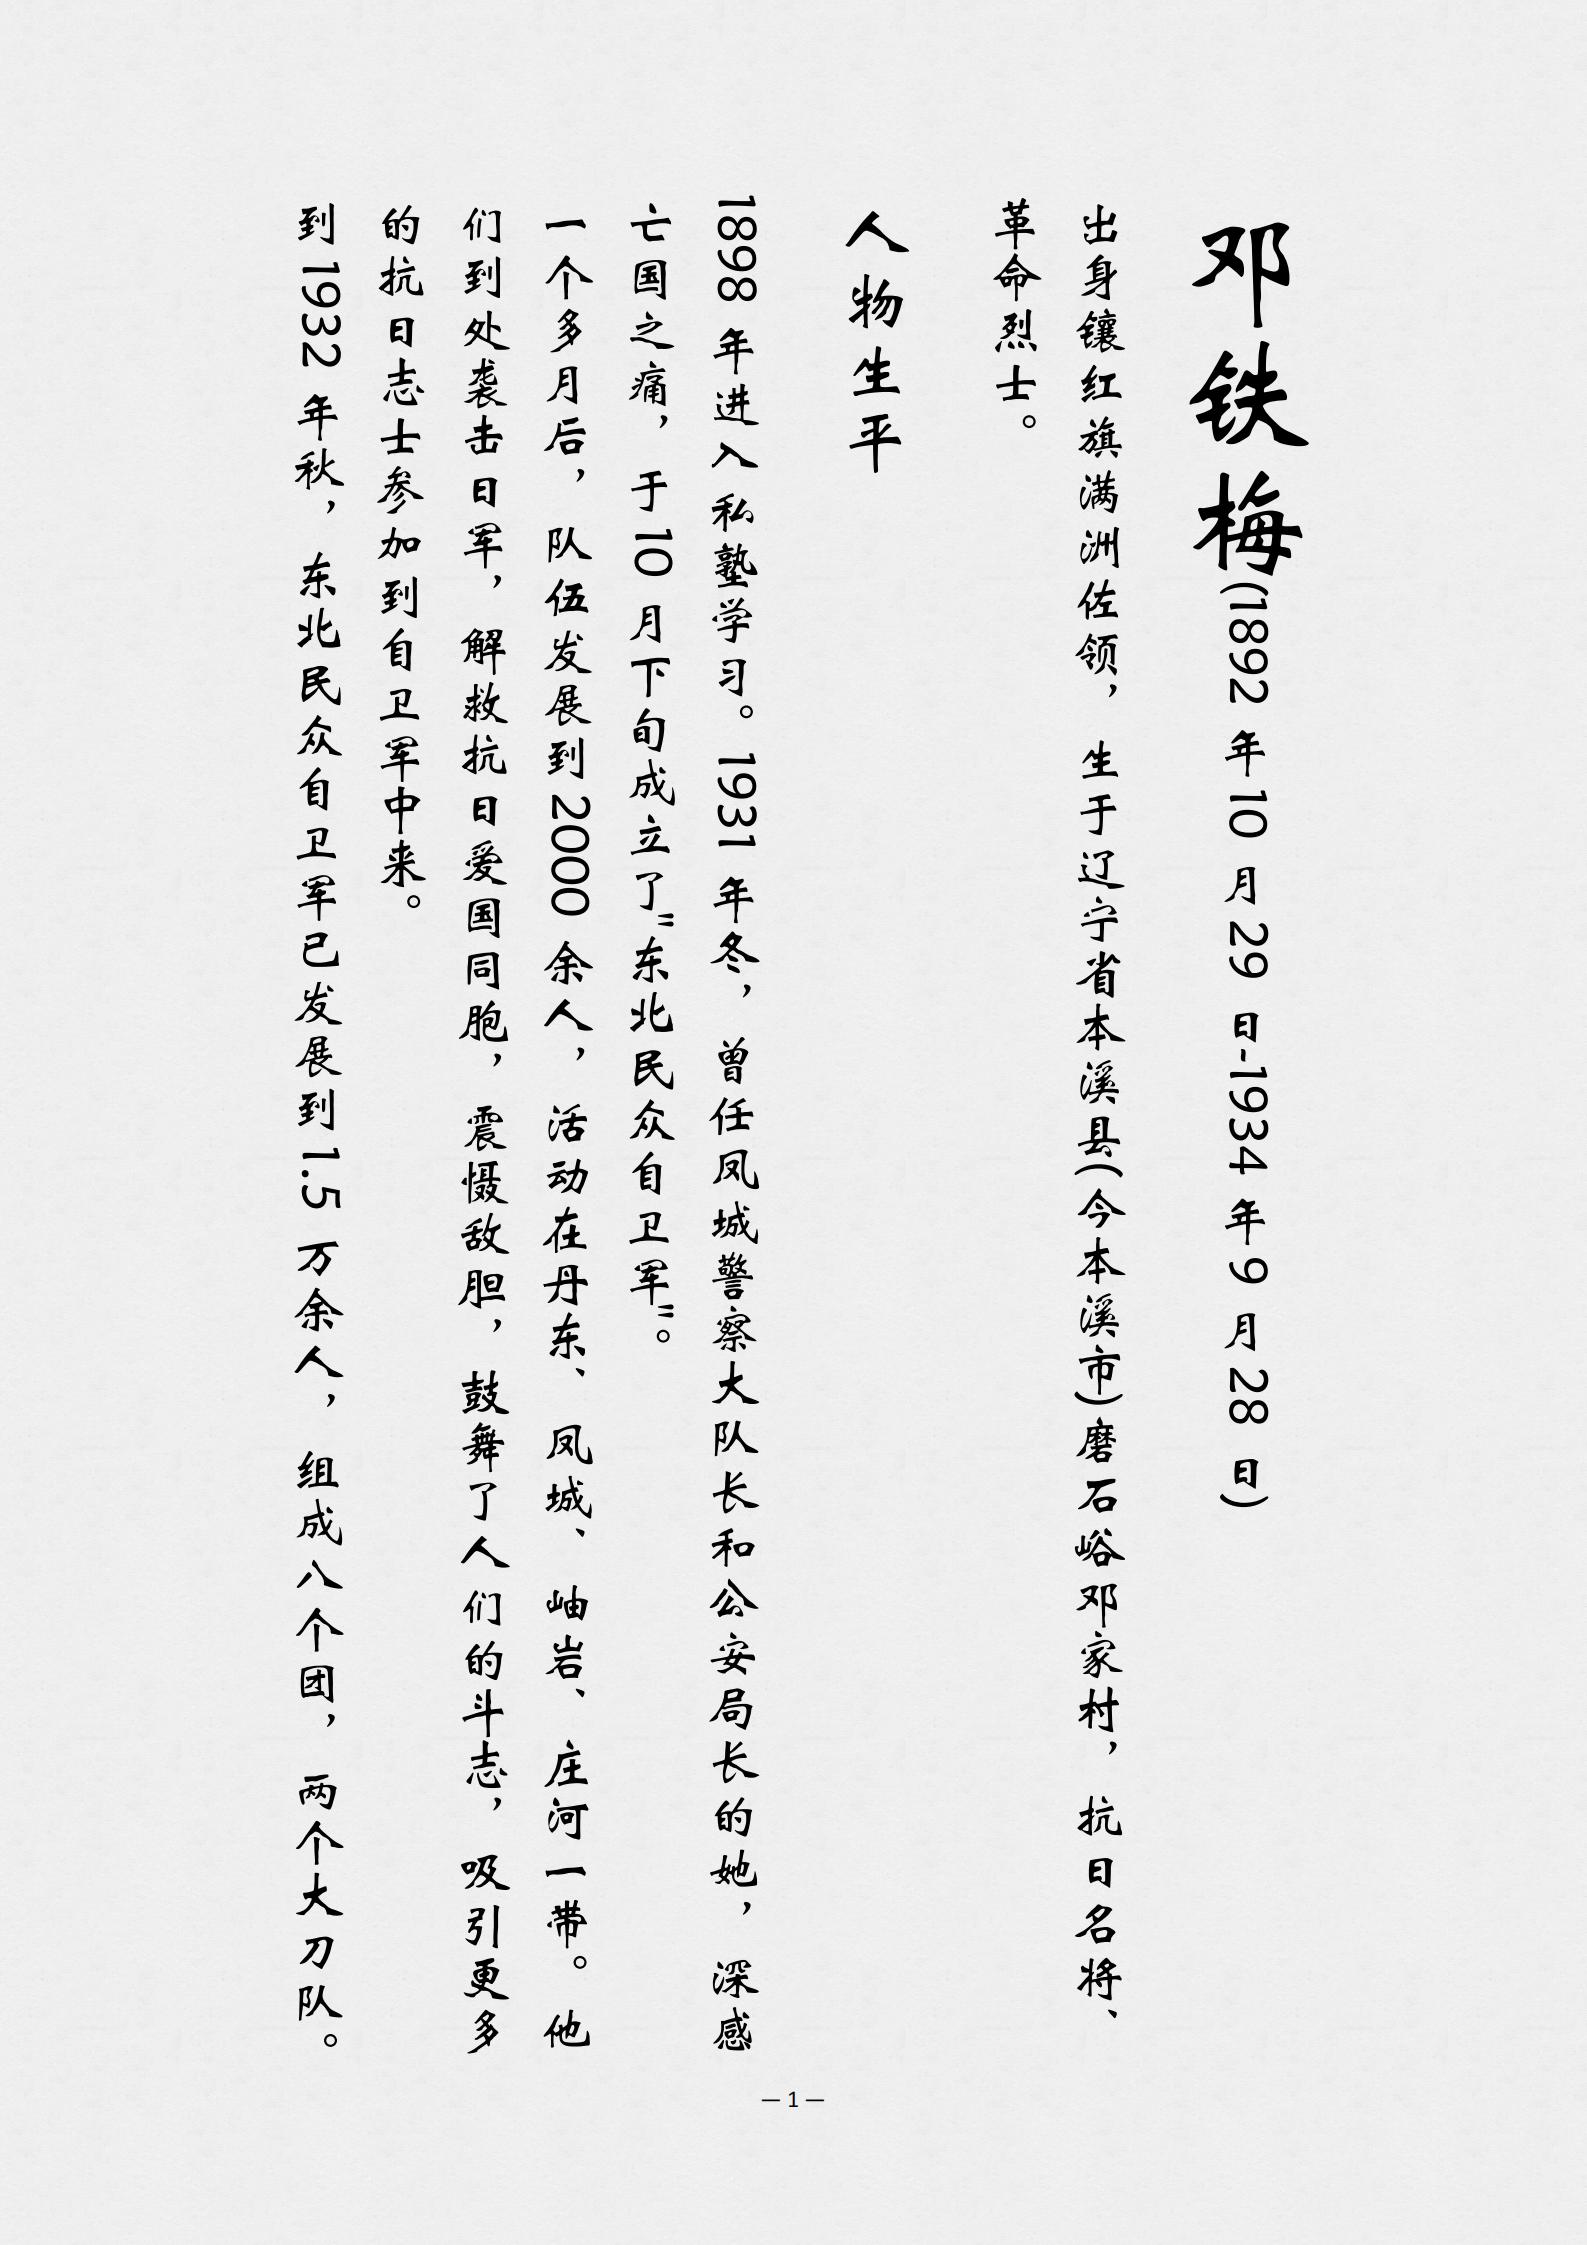 邓铁梅(1892 年 10 月 29 日-1934 年 9 月 28 日)
出身镶红旗满洲佐领，生于辽宁省本溪县(今本溪市)磨石峪邓家村，抗日名将、
革命烈士。
人物生平
1898 年进入私塾学习。1931 年冬，曾任凤城警察大队长和公安局长的她，深感
亡国之痛，于 10 月下旬成立了"东北民众自卫军"。
一个多月后，队伍发展到 2000 余人，活动在丹东、凤城、岫岩、庄河一带。他
们到处袭击日军，解救抗日爱国同胞，震慑敌胆，鼓舞了人们的斗志，吸引更多
的抗日志士参加到自卫军中来。
到 1932 年秋，东北民众自卫军已发展到 1.5 万余人，组成八个团，两个大刀队。
— 1 —